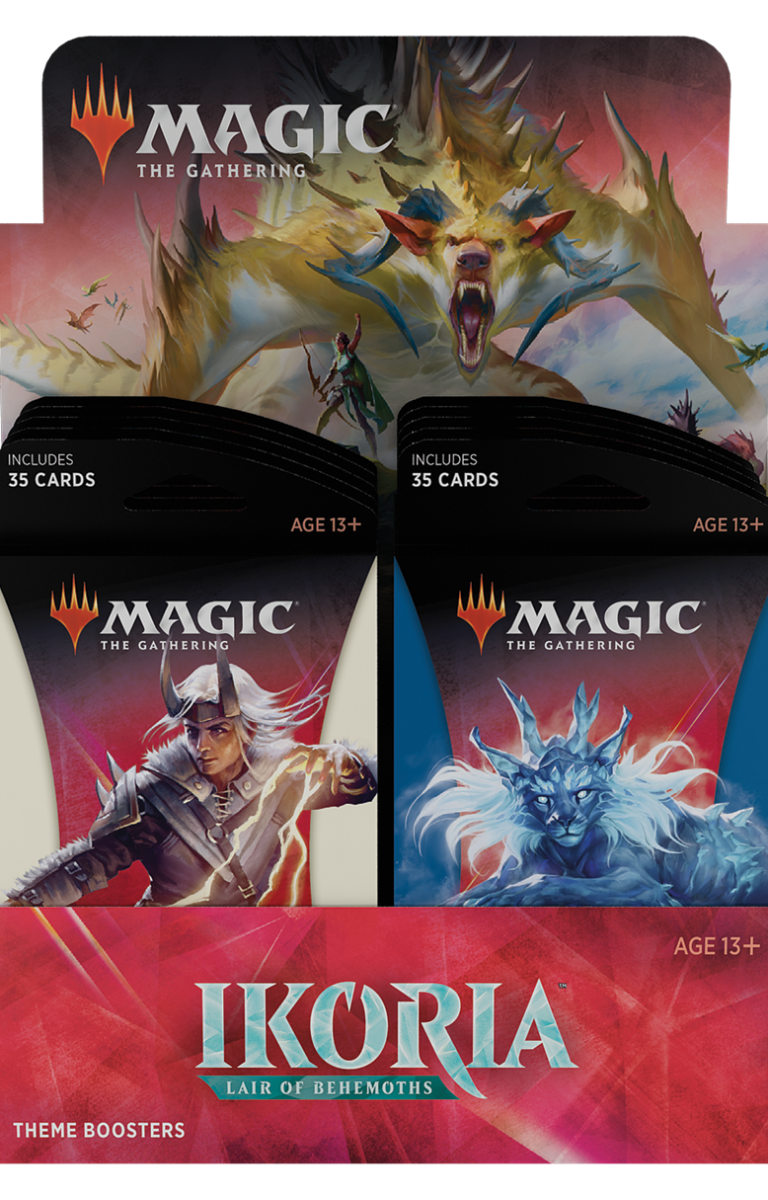 MAGIC
THE GATHERING
INCLUDES
35 CARDS
AGE 13+
INCLUDES
35 CARDS
AGE 13+
MAGIC
THE GATHERING
MAGIC
THE GATHERING
AGE 13+
IKORIA™
LAIR OF BEHEMOTHS
THEME BOOSTERS